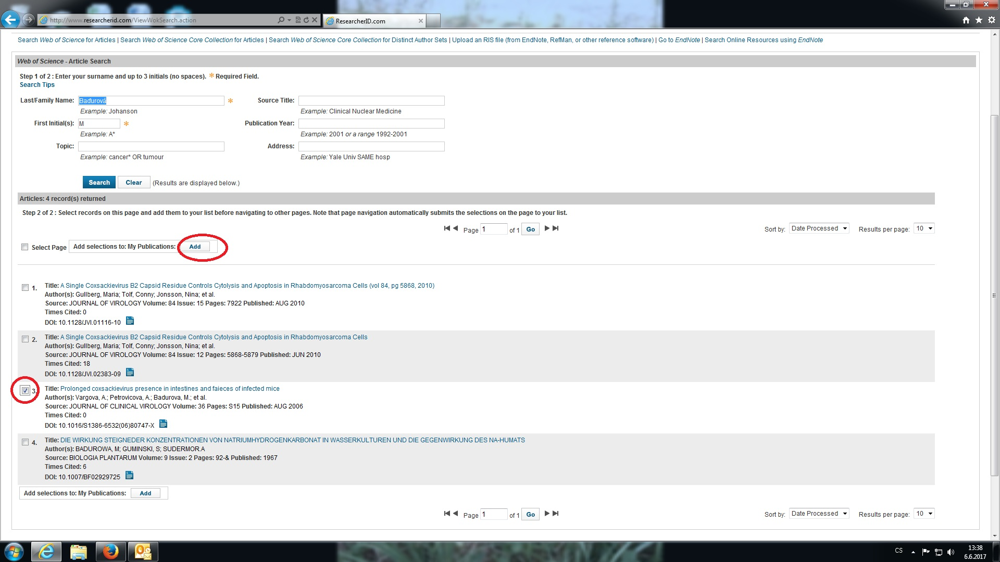 http://www.researcherid.com/ViewWokSearch.action
ResearcherID.com
Search Web of Science for Articles | Search Web of Science Core Collection for Articles | Search Web of Science Core Collection for Distinct Author Sets | Upload an RIS file (from EndNote, RefMan, or other reference software) | Go to EndNote | Search Online Resources using EndNote
Web of Science - Article Search
Step 1 of 2 : Enter your surname and up to 3 initials (no spaces). * Required Field.
Search Tips
Last/Family Name: Baďurová * Source Title:
Example: Johanson Example: Clinical Nuclear Medicine
First Initial(s): M * Publication Year:
Example: A* Example: 2001 or a range 1992-2001
Topic: Address:
Example: cancer* OR tumour Example: Yale Univ SAME hosp
Search Clear (Results are displayed below.)
Articles: 4 record(s) returned
Step 2 of 2 : Select records on this page and add them to your list before navigating to other pages. Note that page navigation automatically submits the selections on the page to your list.
Page 1 of 1 Go Sort by: Date Processed Results per page: 10
Select Page Add selections to: My Publications: Add
1. Title: A Single Coxsackievirus B2 Capsid Residue Controls Cytolysis and Apoptosis in Rhabdomyosarcoma Cells (vol 84, pg 5868, 2010)
Author(s): Gullberg, Maria; Tolf, Conny; Jonsson, Nina; et al.
Source: JOURNAL OF VIROLOGY Volume: 84 Issue: 15 Pages: 7922 Published: AUG 2010
Times Cited: 0
DOI: 10.1128/JVI.01116-10
2. Title: A Single Coxsackievirus B2 Capsid Residue Controls Cytolysis and Apoptosis in Rhabdomyosarcoma Cells
Author(s): Gullberg, Maria; Tolf, Conny; Jonsson, Nina; et al.
Source: JOURNAL OF VIROLOGY Volume: 84 Issue: 12 Pages: 5868-5879 Published: JUN 2010
Times Cited: 18
DOI: 10.1128/JVI.02383-09
3. Title: Prolonged coxsackievirus presence in intestines and faieces of infected mice
Author(s): Vargova, A.; Petrovicova, A.; Badurova, M.; et al.
Source: JOURNAL OF CLINICAL VIROLOGY Volume: 36 Pages: S15 Published: AUG 2006
Times Cited: 0
DOI: 10.1016/S1386-6532(06)80747-X
4. Title: DIE WIRKUNG STEIGNEDER KONZENTRATIONEN VON NATRIUMHYDROGENKARBONAT IN WASSERKULTUREN UND DIE GEGENWIRKUNG DES NA-HUMATS
Author(s): BADUROWA, M; GUMINSKI, S; SUDERMOR.A
Source: BIOLOGIA PLANTARUM Volume: 9 Issue: 2 Pages: 92-& Published: 1967
Times Cited: 6
DOI: 10.1007/BF02929725
Add selections to: My Publications: Add
Page 1 of 1 Go Sort by: Date Processed Results per page: 10
CS 13:38
6.6.2017